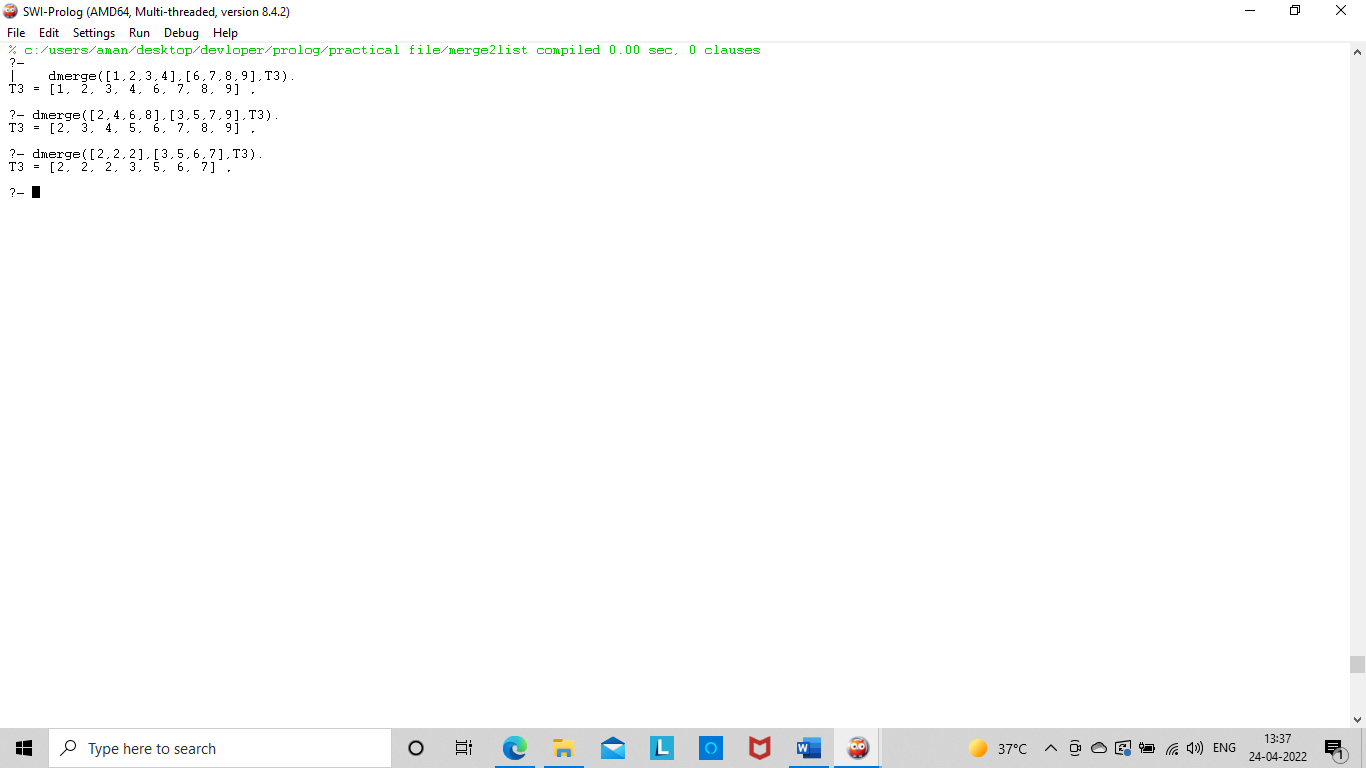 SWI-Prolog (AMD64, Multi-threaded, version 8.4.2)
File Edit Settings Run Debug Help
% c:/users/aman/desktop/devloper/prolog/practical file/merge2list compiled 0.00 sec, 0 clauses
?-
|    dmerge([1,2,3,4],[6,7,8,9],T3).
T3 = [1, 2, 3, 4, 6, 7, 8, 9] .
?- dmerge([2,4,6,8],[3,5,7,9],T3).
T3 = [2, 3, 4, 5, 6, 7, 8, 9] .
?- dmerge([2,2,2],[3,5,6,7],T3).
T3 = [2, 2, 2, 3, 5, 6, 7] .
?-
Type here to search
L
W
37°C
ENG
13:37
24-04-2022
1